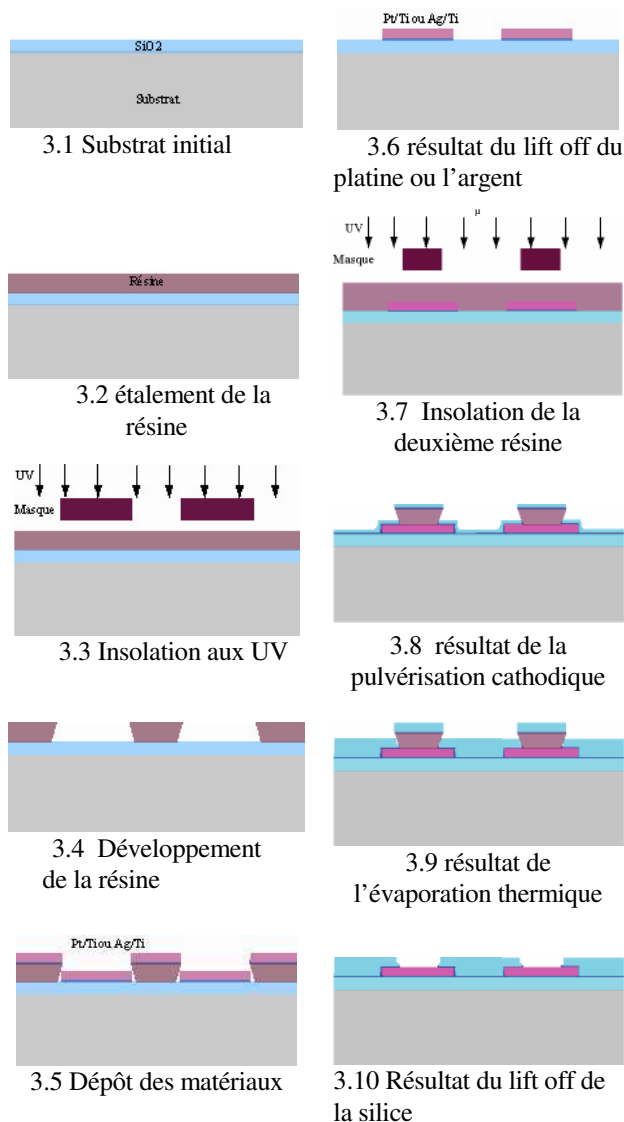 SiO2
Substrat
3.1 Substrat initial
Résine
3.2 étalement de la
résine
UV
Masque
3.3 Insolation aux UV
3.4 Développement
de la résine
Pt/Tiou Ag/Ti
3.5 Dépôt des matériaux
Pt/Ti ou Ag/Ti
3.6 résultat du lift off du
platine ou l'argent
µ
UV
Masque
3.7 Insolation de la
deuxième résine
3.8 résultat de la
pulvérisation cathodique
3.9 résultat de
l'évaporation thermique
3.10 Résultat du lift off de
la silice